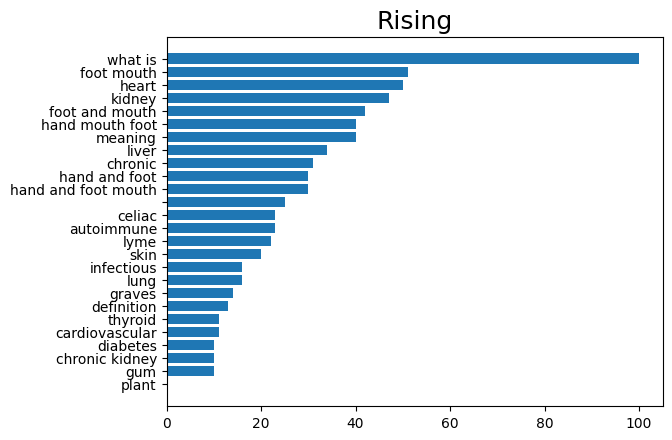 Rising
what is
foot mouth
heart
kidney
foot and mouth
hand mouth foot
meaning
liver
chronic
hand and foot
hand and foot mouth
celiac
autoimmune
lyme
skin
infectious
lung
graves
definition
thyroid
cardiovascular
diabetes
chronic kidney
gum
plant
0 20 40 60 80 100